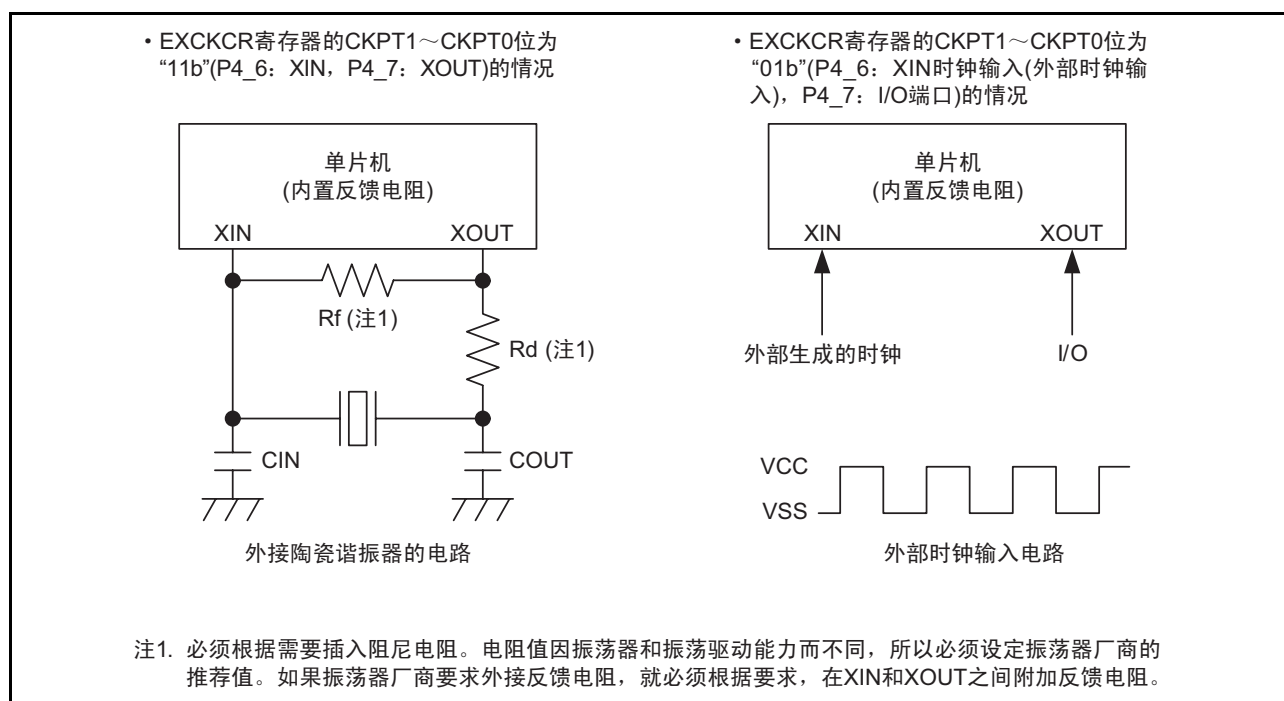 • EXCKCR寄存器的CKPT1～CKPT0位为
“11b”(P4_6：XIN，P4_7：XOUT)的情况
单片机
(内置反馈电阻)
XIN
XOUT
Rf (注1)
Rd (注1)
CIN
COUT
外接陶瓷谐振器的电路
• EXCKCR寄存器的CKPT1～CKPT0位为
“01b”(P4_6：XIN时钟输入(外部时钟输
入)，P4_7：I/O端口)的情况
单片机
(内置反馈电阻)
XIN
XOUT
外部生成的时钟
I/O
VCC
VSS
外部时钟输入电路
注1. 必须根据需要插入阻尼电阻。电阻值因振荡器和振荡驱动能力而不同，所以必须设定振荡器厂商的
推荐值。如果振荡器厂商要求外接反馈电阻，就必须根据要求，在XIN和XOUT之间附加反馈电阻。